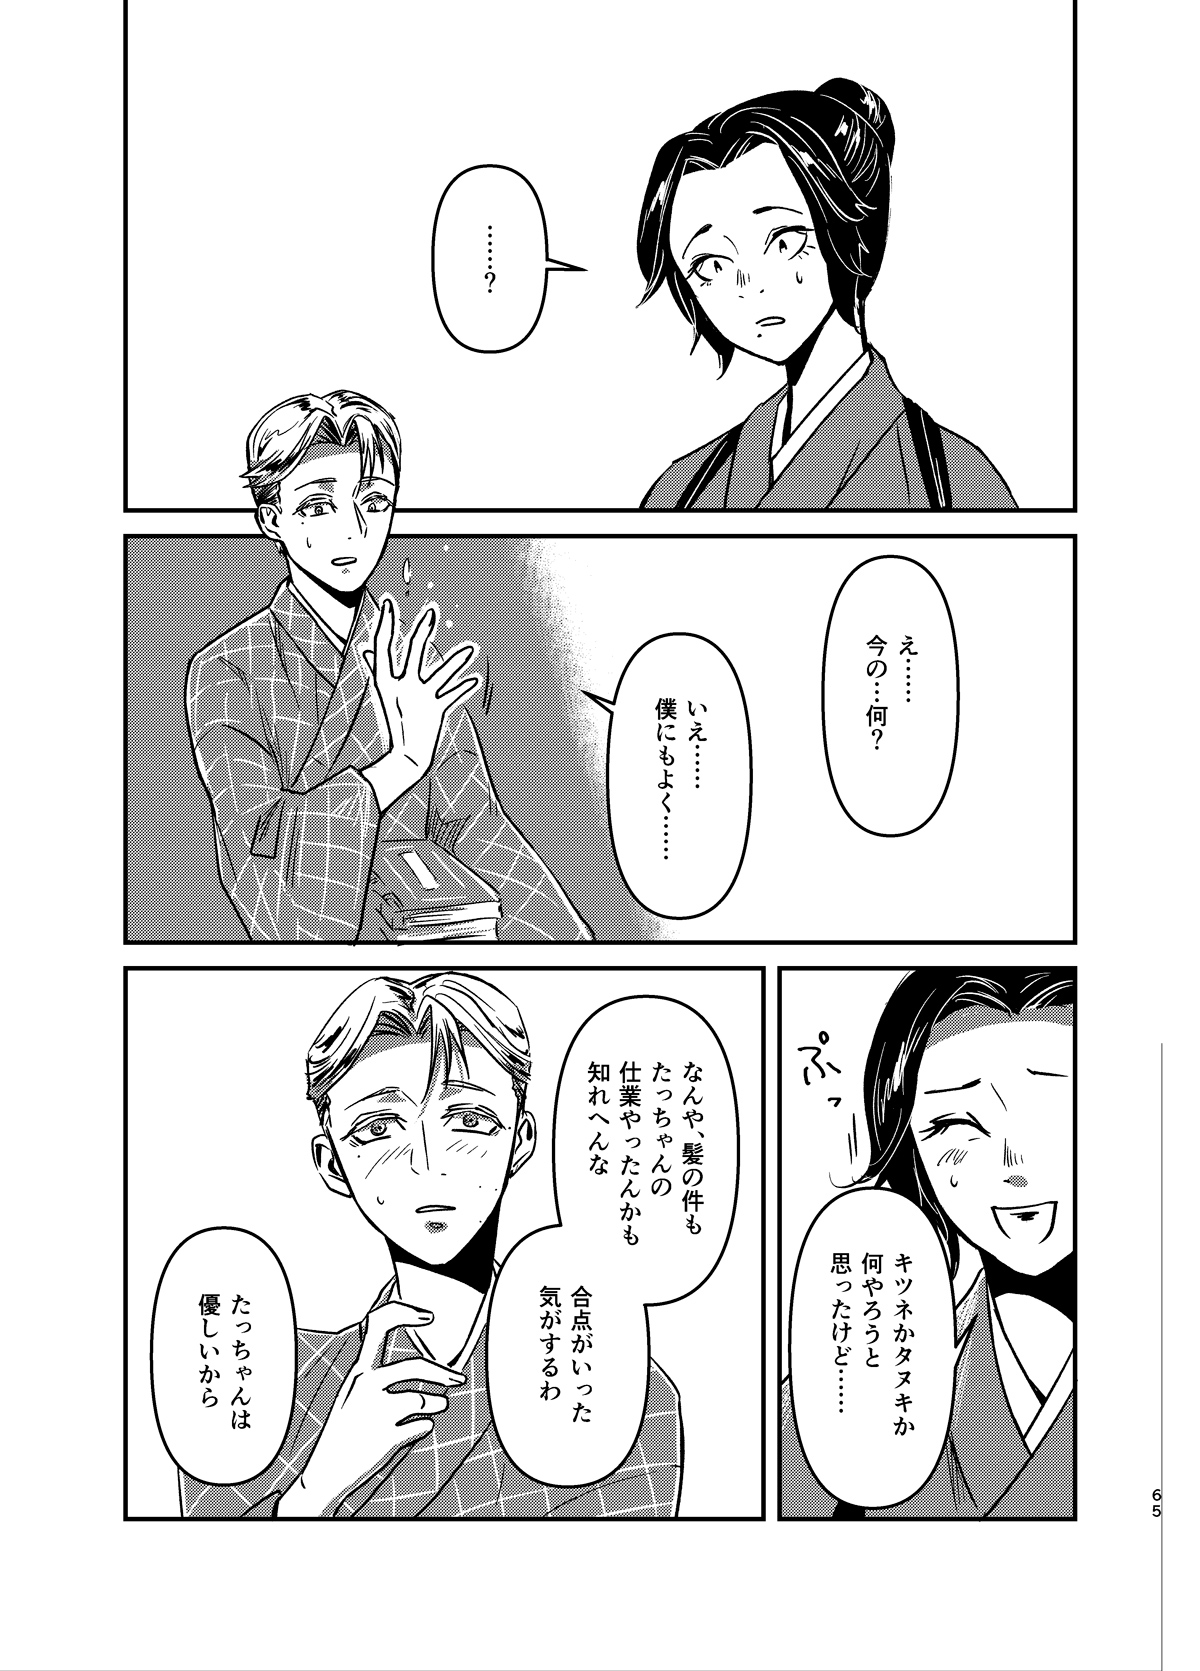 ……？
え……
今の…何？
いえ……
僕にもよく……
ぷっ
キツネかタヌキか
何やろうと
思ったけど……
なんや、髪の件も
たっちゃんの
仕業やったんかも
知れへんな
合点がいった
気がするわ
たっちゃんは
優しいから
65